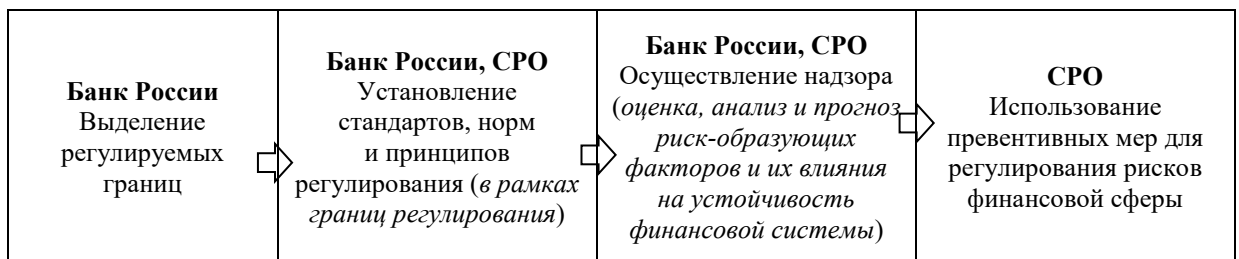 Банк России
Выделение
регулируемых
границ
Банк России, СРО
Установление
стандартов, норм
и принципов
регулирования (в рамках
границ регулирования)
Банк России, СРО
Осуществление надзора
(оценка, анализ и прогноз
риск-образующих
факторов и их влияния
на устойчивость
финансовой системы)
СРО
Использование
превентивных мер для
регулирования рисков
финансовой сферы